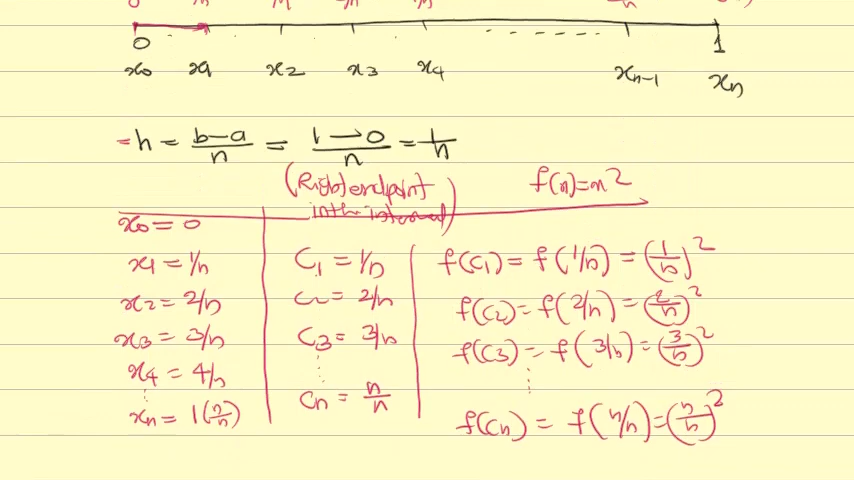 0 1
x0 x1 x2 x3 x4 ------- xn-1 xn
= h = b-a/n = 1-0/n = 1/n
(Right endpoint in the interval) f(x)=x²
x0 = 0
x1 = 1/n C1 = 1/n f(C1) = f(1/n) = (1/n)²
x2 = 2/n C2 = 2/n f(C2) = f(2/n) = (2/n)²
x3 = 3/n C3 = 3/n f(C3) = f(3/n) = (3/n)²
x4 = 4/n
xn = 1(n/n) Cn = n/n f(Cn) = f(n/n) = (n/n)²